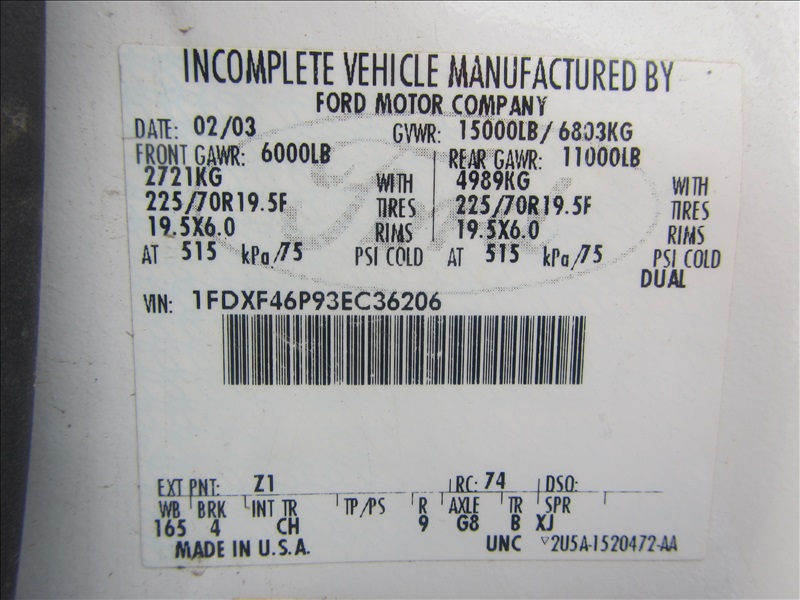 INCOMPLETE VEHICLE MANUFACTURED BY
FORD MOTOR COMPANY
DATE: 02/03 GVWR: 15000LB/ 6803KG
FRONT GAWR: 6000LB REAR GAWR: 11000LB
2721KG WITH 4989KG WITH
225/70R19.5F TIRES 225/70R19.5F TIRES
19.5X6.0 RIMS 19.5X6.0 RIMS
AT 515 kPa/75 PSI COLD AT 515 kPa/75 PSI COLD
DUAL
VIN: 1FDXF46P93EC36206
EXT PNT: Z1 RC: 74 DSO:
WB BRK INT TR TP/PS R AXLE TR SPR
165 4 CH 9 G8 B XJ
MADE IN U.S.A. UNC 2U5A-1520472-AA
Ford